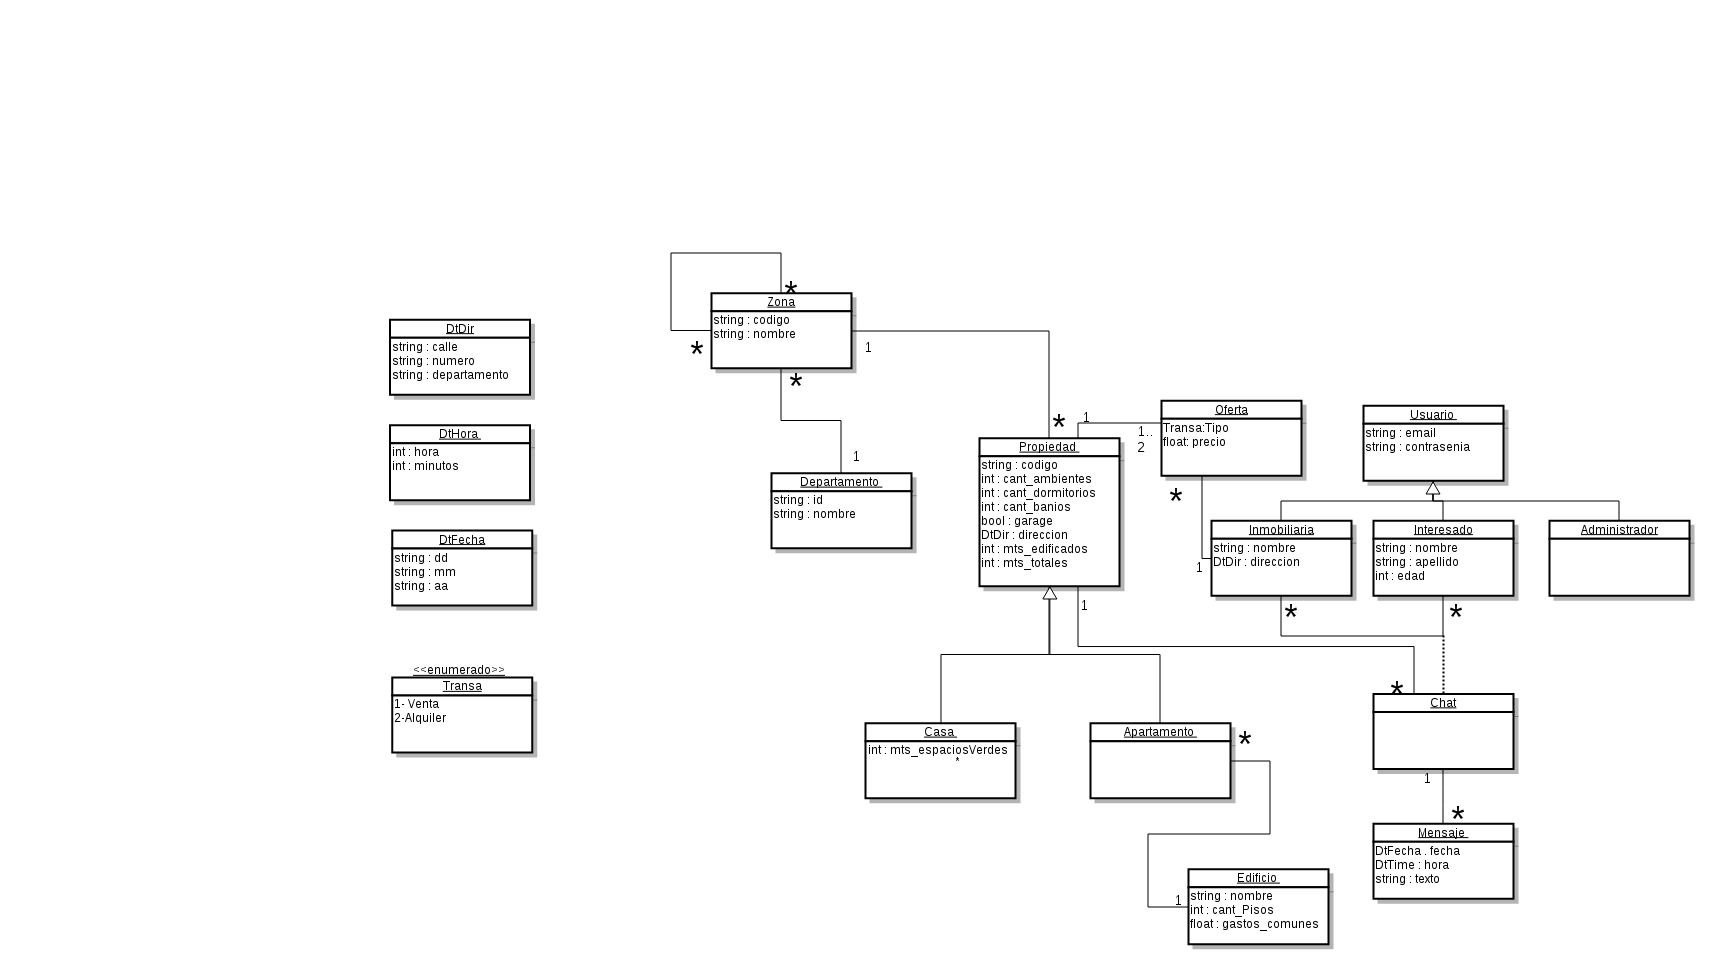 DtDir
string : calle
string : numero
string : departamento
DtHora
int : hora
int : minutos
DtFecha
string : dd
string : mm
string : aa
<<enumerado>>
Transa
1- Venta
2-Alquiler
*
Zona
string : codigo
string : nombre
*
1
*
1
Departamento
string : id
string : nombre
*
1
1..
2
Propiedad
string : codigo
int : cant_ambientes
int : cant_dormitorios
int : cant_banios
bool : garage
DtDir : direccion
int : mts_edificados
int : mts_totales
1
Oferta
Transa:Tipo
float: precio
*
1
Usuario
string : email
string : contrasenia
Inmobiliaria
string : nombre
DtDir : direccion
*
Interesado
string : nombre
string : apellido
int : edad
*
Administrador
Casa
int : mts_espaciosVerdes
*
Apartamento
*
1
Edificio
string : nombre
int : cant_Pisos
float : gastos_comunes
*
Chat
1
*
Mensaje
DtFecha : fecha
DtTime : hora
string : texto